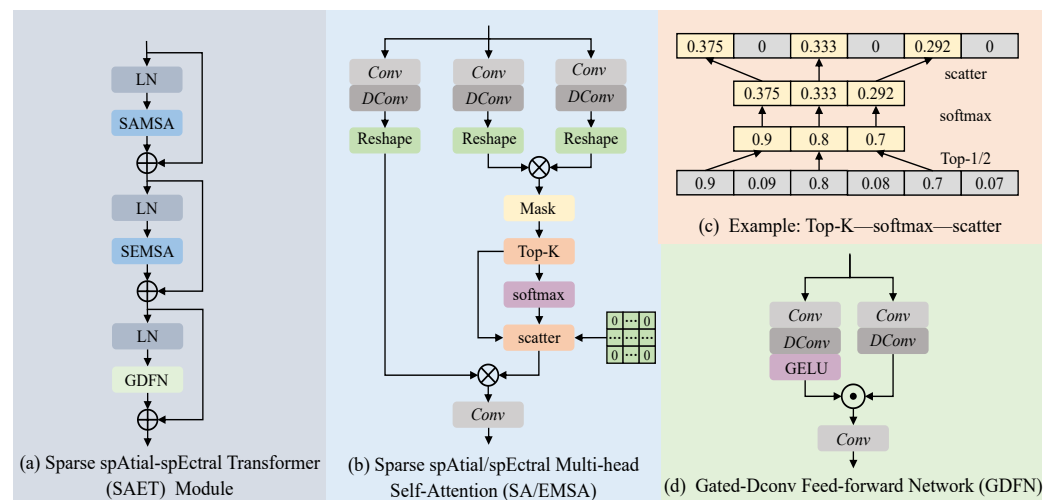 LN
SAMSA
LN
SEMSA
LN
GDFN
(a) Sparse spAtial-spEctral Transformer
(SAET) Module
Conv Conv Conv
DConv DConv DConv
Reshape Reshape Reshape
Mask
Top-K
softmax
scatter
0 ... 0
... ... ...
0 ... 0
Conv
(b) Sparse spAtial/spEctral Multi-head
Self-Attention (SA/EMSA)
0.375 0 0.333 0 0.292 0
scatter
0.375 0.333 0.292
softmax
0.9 0.8 0.7
Top-1/2
0.9 0.09 0.8 0.08 0.7 0.07
(c) Example: Top-K—softmax—scatter
Conv Conv
DConv DConv
GELU
Conv
(d) Gated-Dconv Feed-forward Network (GDFN)